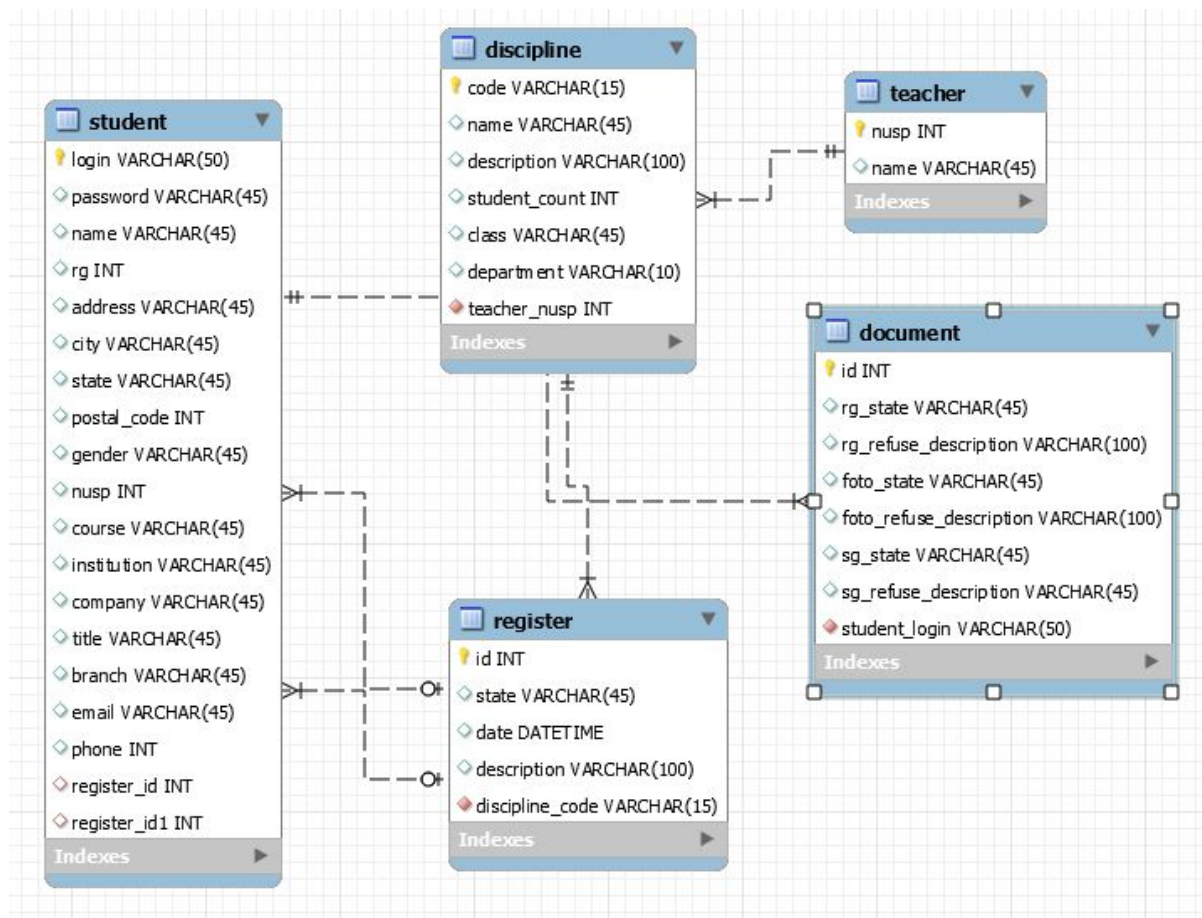 student
login VARCHAR(50)
password VARCHAR(45)
name VARCHAR(45)
rg INT
address VARCHAR(45)
city VARCHAR(45)
state VARCHAR(45)
postal_code INT
gender VARCHAR(45)
nusp INT
course VARCHAR(45)
institution VARCHAR(45)
company VARCHAR(45)
title VARCHAR(45)
branch VARCHAR(45)
email VARCHAR(45)
phone INT
register_id INT
register_id1 INT
Indexes
discipline
code VARCHAR(15)
name VARCHAR(45)
description VARCHAR(100)
student_count INT
class VARCHAR(45)
department VARCHAR(10)
teacher_nusp INT
Indexes
teacher
nusp INT
name VARCHAR(45)
Indexes
document
id INT
rg_state VARCHAR(45)
rg_refuse_description VARCHAR(100)
foto_state VARCHAR(45)
foto_refuse_description VARCHAR(100)
sg_state VARCHAR(45)
sg_refuse_description VARCHAR(45)
student_login VARCHAR(50)
Indexes
register
id INT
state VARCHAR(45)
date DATETIME
description VARCHAR(100)
discipline_code VARCHAR(15)
Indexes